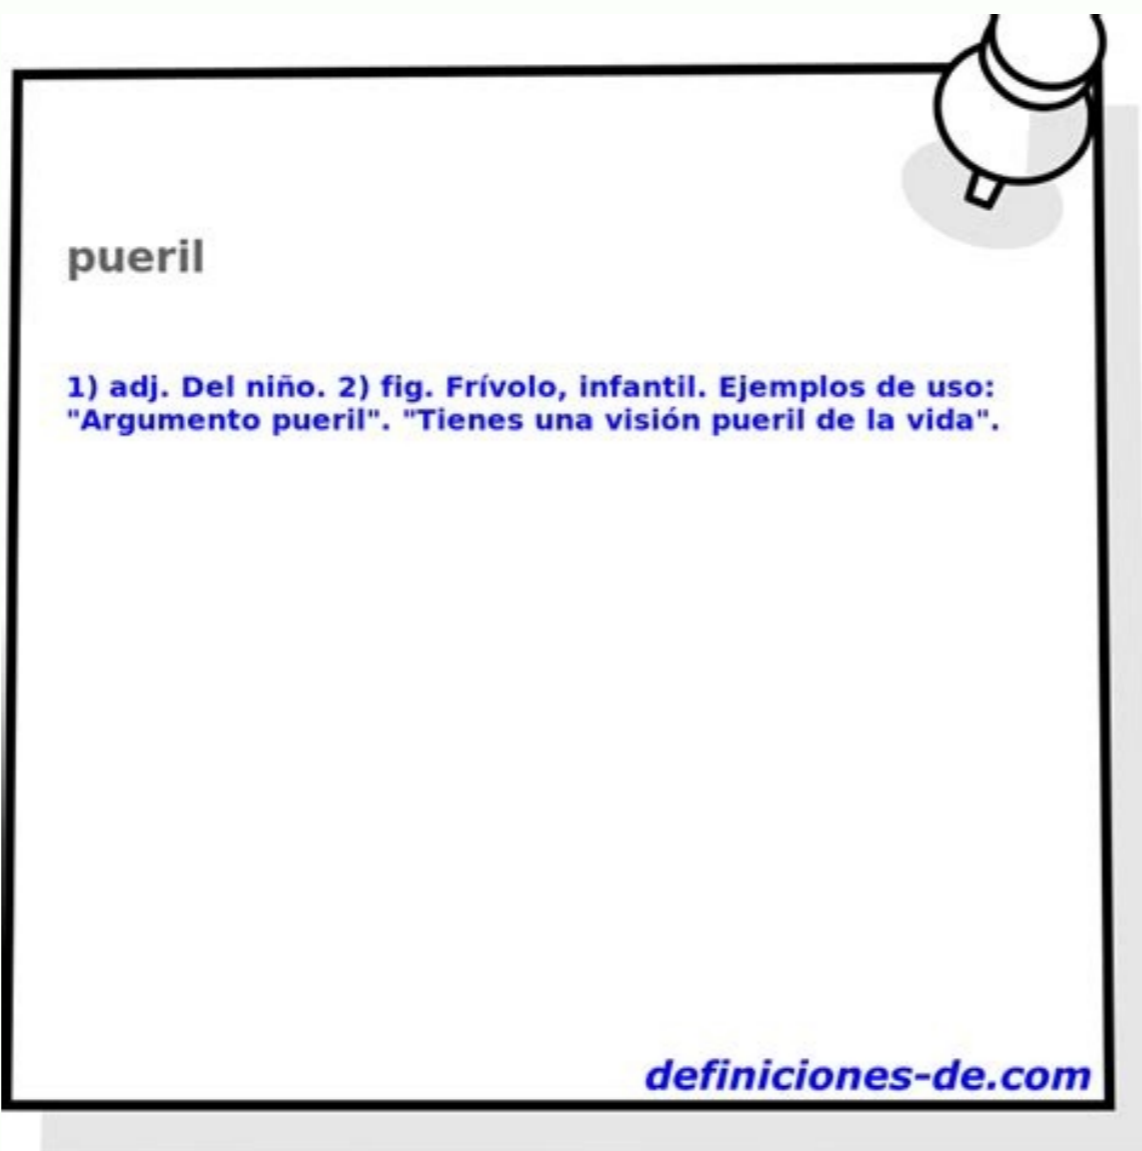 pueril
1) adj. Del niño. 2) fig. Frívolo, infantil. Ejemplos de uso:
"Argumento pueril". "Tienes una visión pueril de la vida".
definiciones-de.com